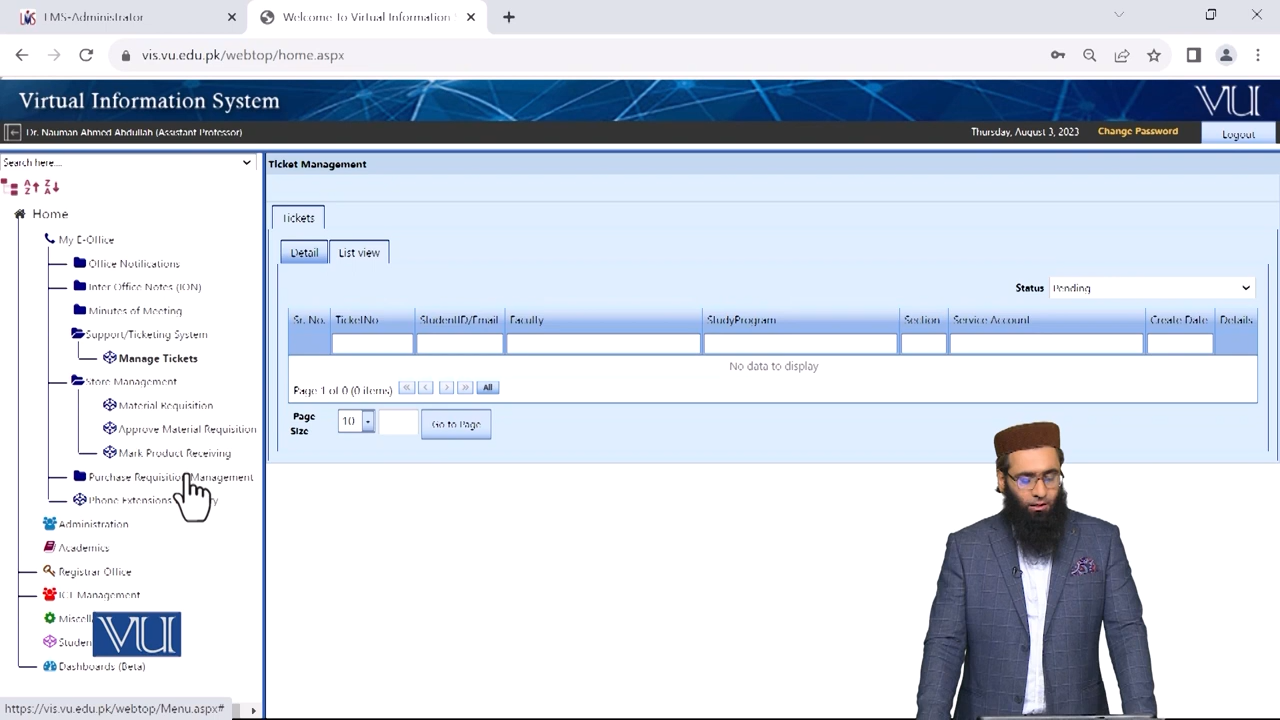 LMS-Administrator
Welcome To Virtual Information S
vis.vu.edu.pk/webtop/home.aspx
Virtual Information System
VU
Dr. Nauman Ahmed Abdullah (Assistant Professor)
Thursday, August 3, 2023
Change Password
Logout
Search here....
Ticket Management
Home
Tickets
My E-Office
Detail
List view
Office Notifications
Inter Office Notes (ION)
Status
Pending
Minutes of Meeting
Sr. No.
TicketNo
StudentID/Email
Faculty
StudyProgram
Section
Service Account
Create Date
Details
Support/Ticketing System
Manage Tickets
No data to display
Store Management
Page 1 of 0 (0 items)
All
Material Requisition
Page Size
10
Go to Page
Approve Material Requisition
Mark Product Receiving
Purchase Requisition Management
Phone Extensions
Administration
Academics
Registrar Office
ICT Management
VU
Dashboards (Beta)
https://vis.vu.edu.pk/webtop/Menu.aspx#